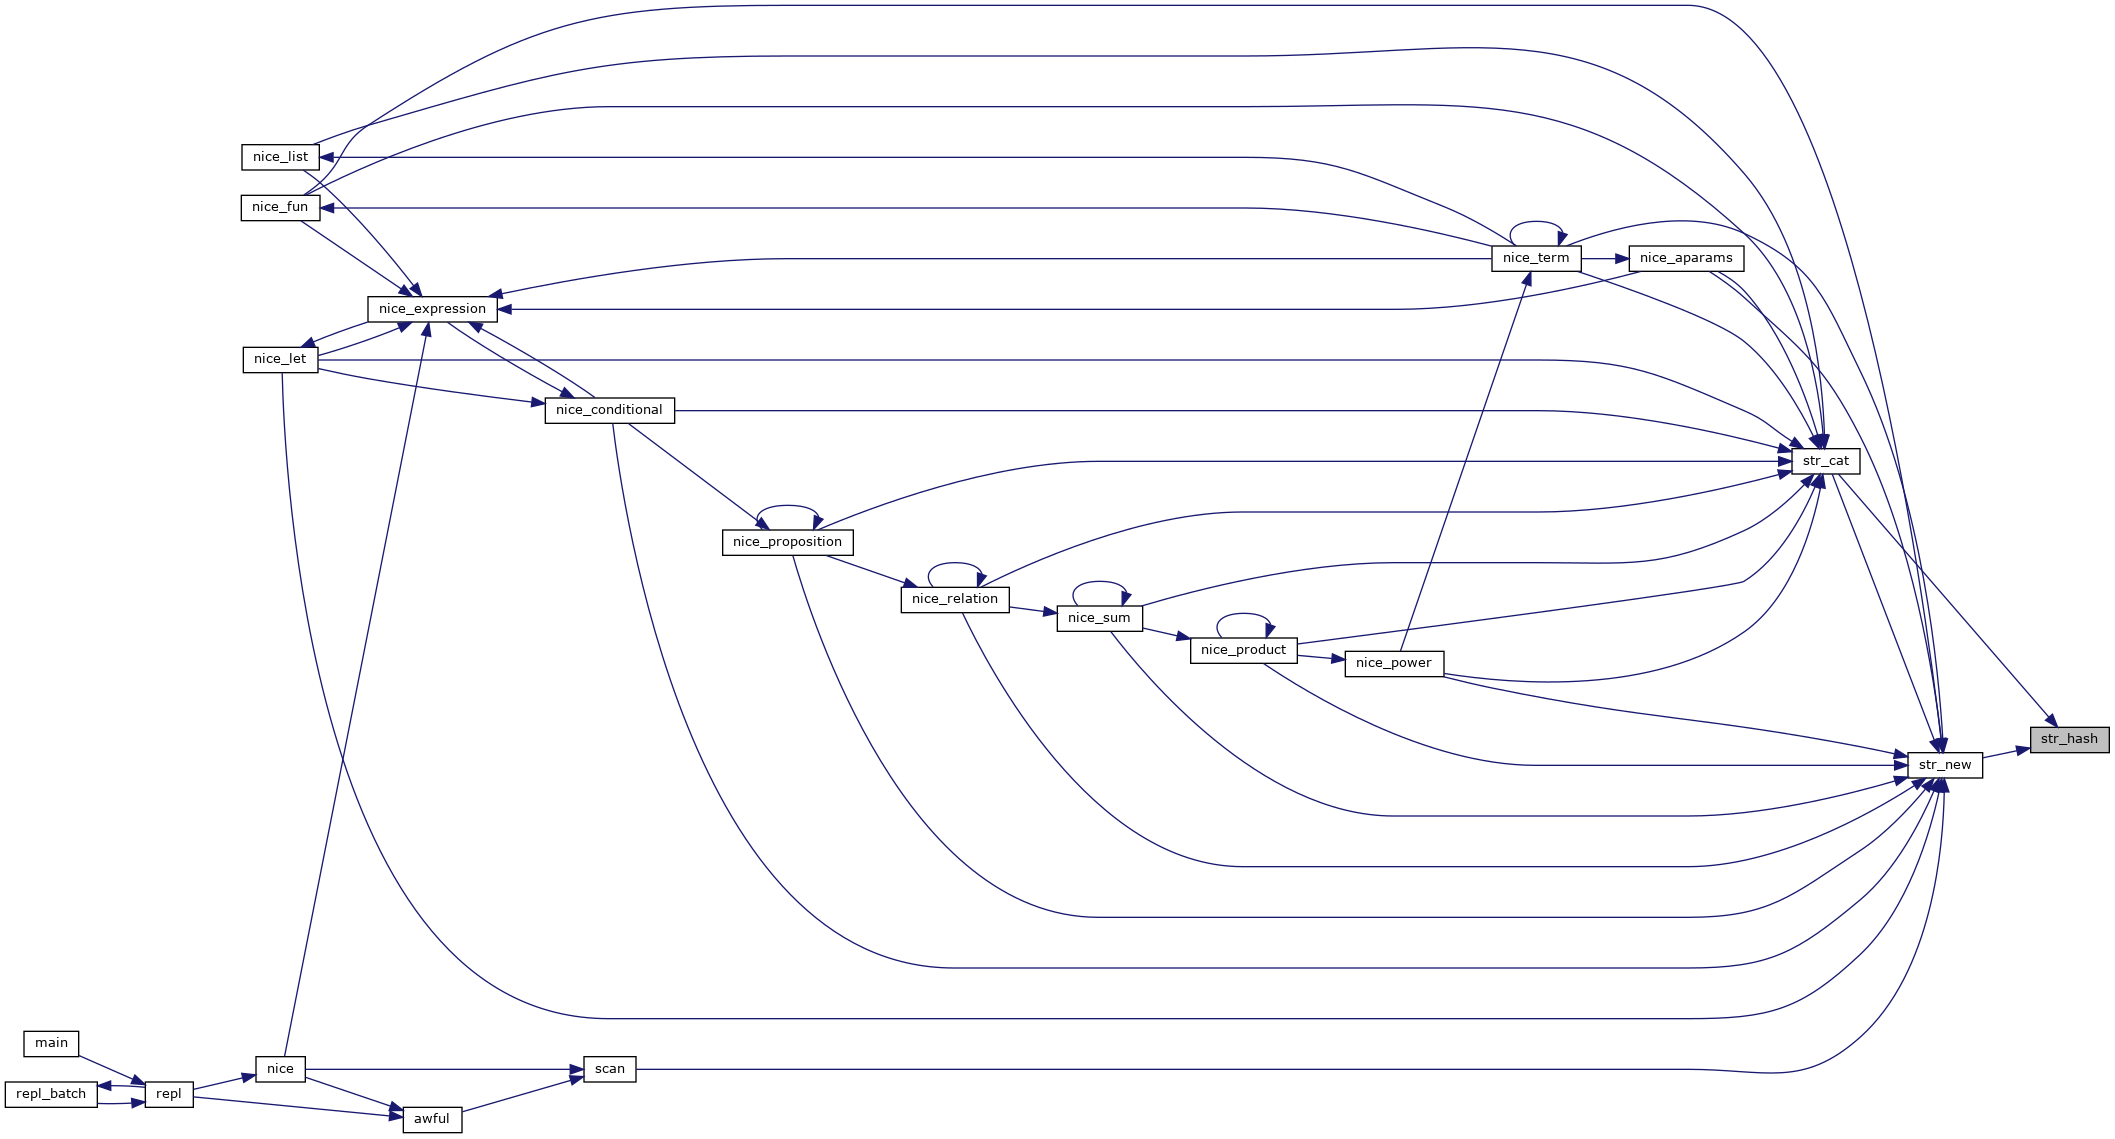 nice_list
nice_fun
nice_term
nice_aparams
nice_expression
nice_let
nice_conditional
str_cat
nice_proposition
nice_relation
nice_sum
nice_product
nice_power
str_hash
str_new
main
nice
scan
repl_batch
repl
awful